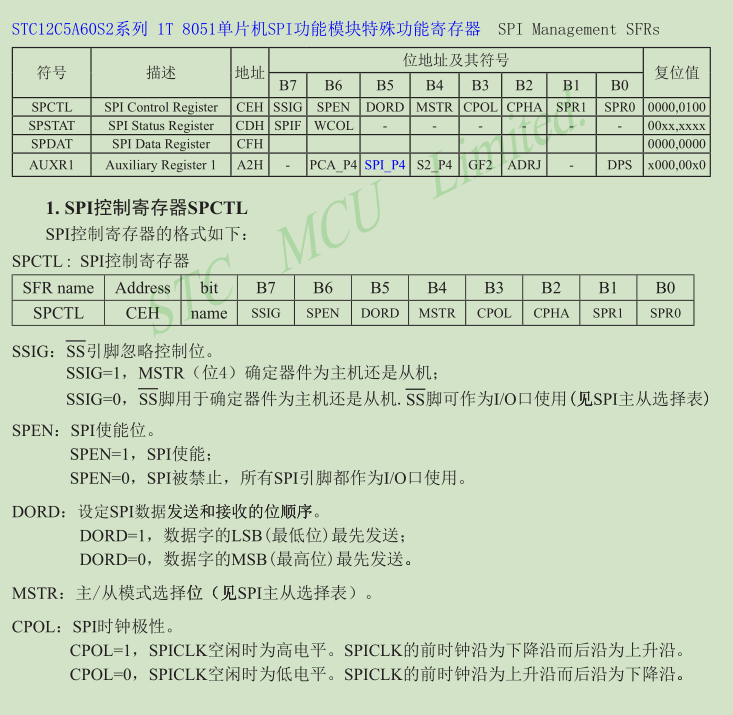 STC12C5A60S2系列 1T 8051单片机SPI功能模块特殊功能寄存器 SPI Management SFRs
符号 描述 地址 位地址及其符号 复位值
B7 B6 B5 B4 B3 B2 B1 B0
SPCTL SPI Control Register CEH SSIG SPEN DORD MSTR CPOL CPHA SPR1 SPR0 0000,0100
SPSTAT SPI Status Register CDH SPIF WCOL - - - - - - 00xx,xxxx
SPDAT SPI Data Register CFH 0000,0000
AUXR1 Auxiliary Register 1 A2H - PCA_P4 SPI_P4 S2_P4 GF2 ADRJ - DPS x000,00x0
1. SPI控制寄存器SPCTL
SPI控制寄存器的格式如下：
SPCTL : SPI控制寄存器
SFR name Address bit B7 B6 B5 B4 B3 B2 B1 B0
SPCTL CEH name SSIG SPEN DORD MSTR CPOL CPHA SPR1 SPR0
SSIG：SS引脚忽略控制位。
SSIG=1，MSTR（位4）确定器件为主机还是从机；
SSIG=0，SS脚用于确定器件为主机还是从机.SS脚可作为I/O口使用(见SPI主从选择表)
SPEN：SPI使能位。
SPEN=1，SPI使能；
SPEN=0，SPI被禁止，所有SPI引脚都作为I/O口使用。
DORD：设定SPI数据发送和接收的位顺序。
DORD=1，数据字的LSB(最低位)最先发送；
DORD=0，数据字的MSB(最高位)最先发送。
MSTR：主/从模式选择位（见SPI主从选择表）。
CPOL：SPI时钟极性。
CPOL=1，SPICLK空闲时为高电平。SPICLK的前时钟沿为下降沿而后沿为上升沿。
CPOL=0，SPICLK空闲时为低电平。SPICLK的前时钟沿为上升沿而后沿为下降沿。
STC MCU Limited.